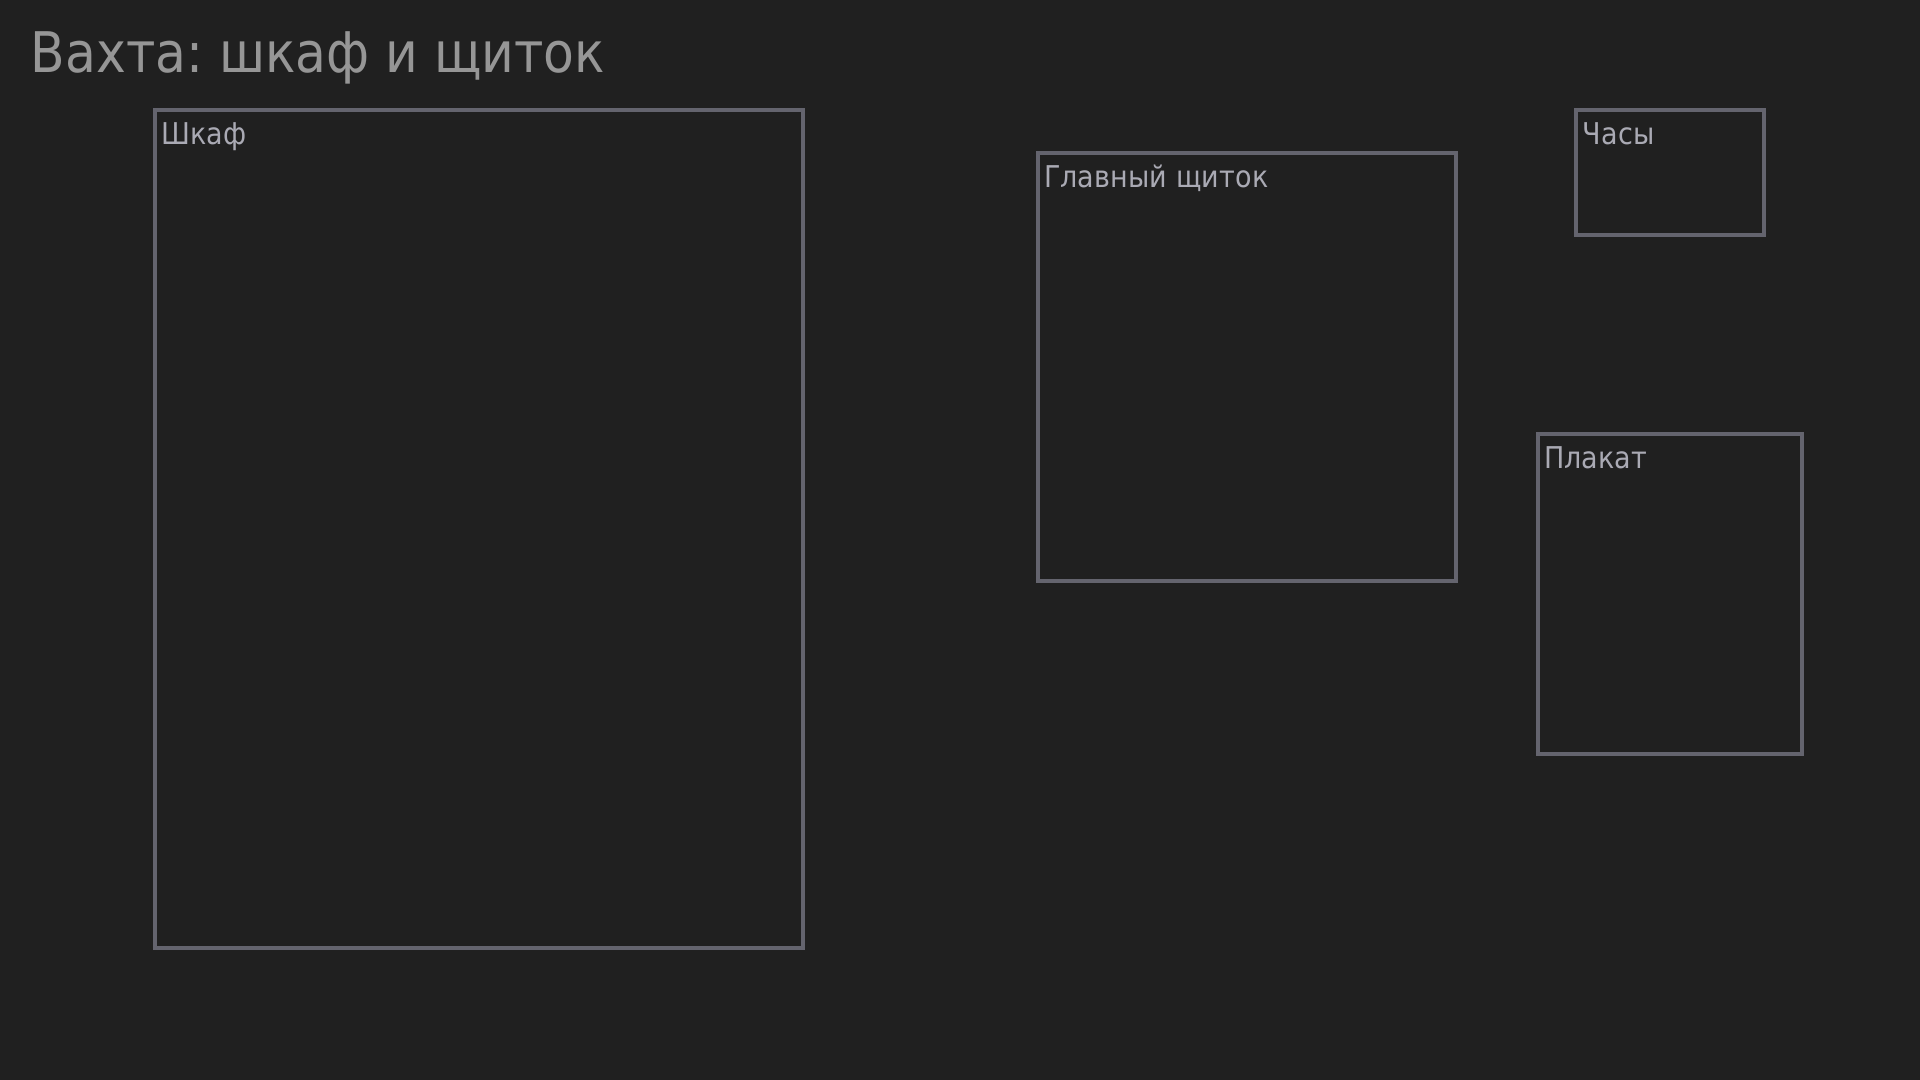 Вахта: шкаф и щиток
Шкаф
Главный щиток
Часы
Плакат